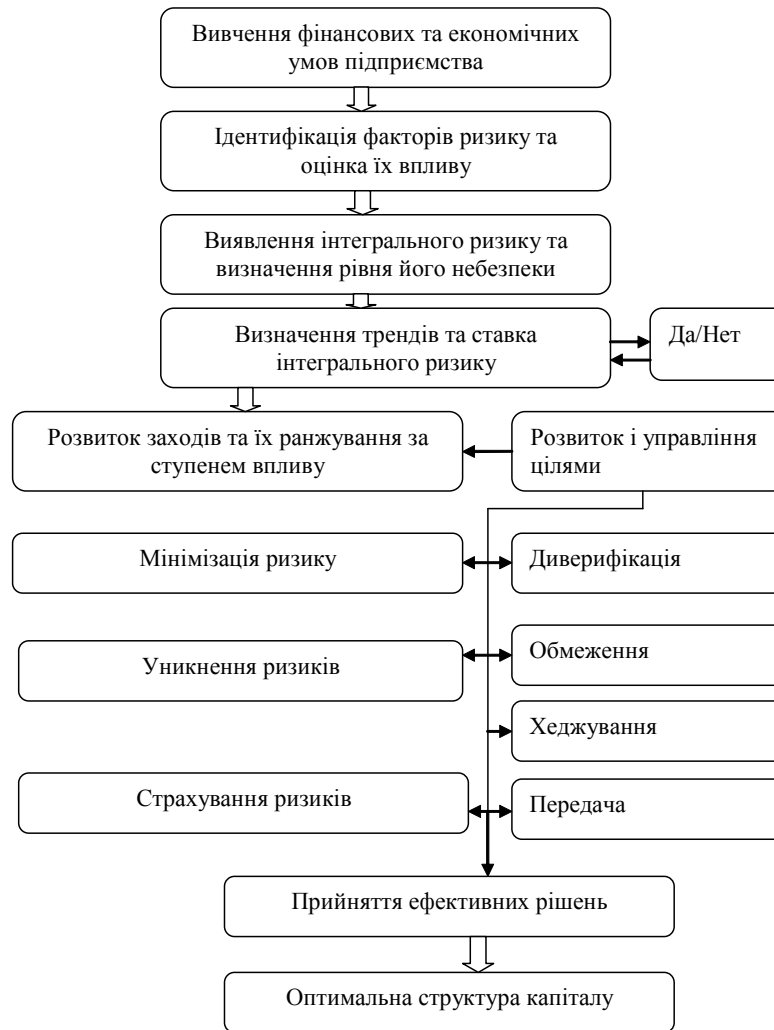 Вивчення фінансових та економічних
умов підприємства
Ідентифікація факторів ризику та
оцінка їх впливу
Виявлення інтегрального ризику та
визначення рівня його небезпеки
Визначення трендів та ставка
інтегрального ризику
Да/Нет
Розвиток заходів та їх ранжування за
ступенем впливу
Розвиток і управління
цілями
Мінімізація ризику
Диверифікація
Уникнення ризиків
Обмеження
Хеджування
Страхування ризиків
Передача
Прийняття ефективних рішень
Оптимальна структура капіталу